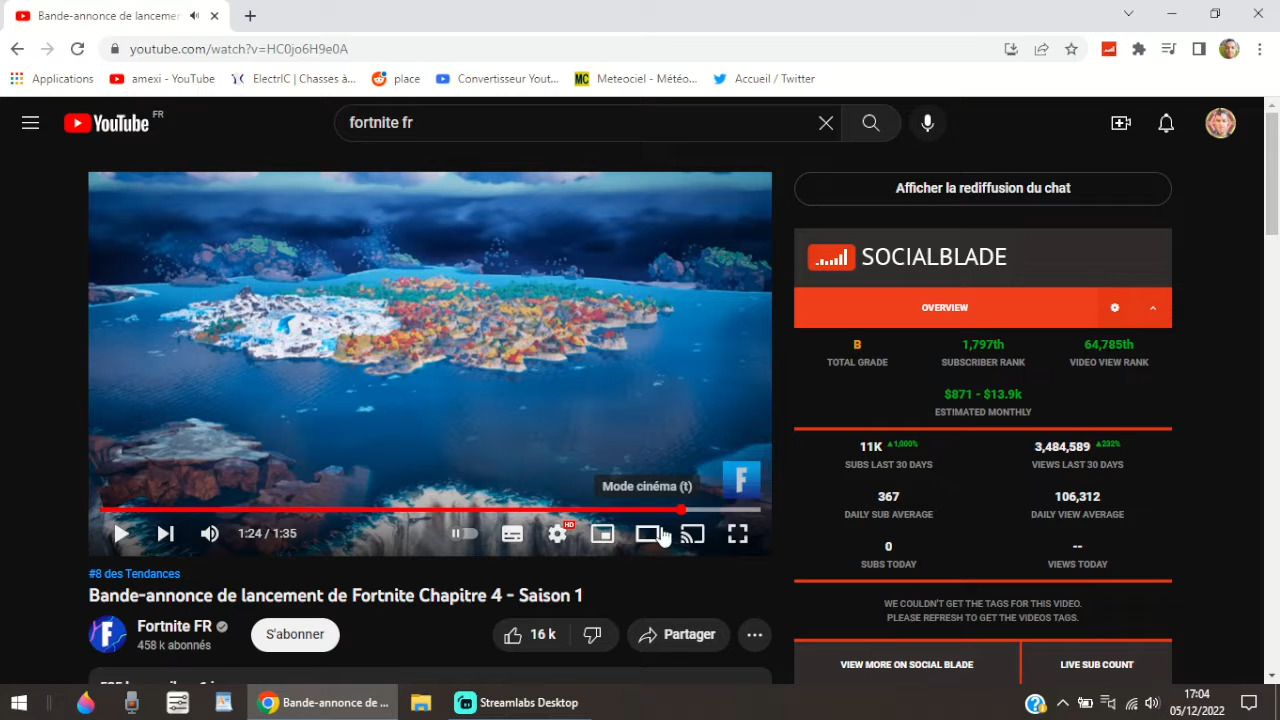 Bande-annonce de lancemer
youtube.com/watch?v=HC0jo6H9e0A
Applications
amexi - YouTube
ElectrIC | Chasses à...
place
Convertisseur Yout...
MC
Meteociel - Météo...
Accueil / Twitter
YouTube
FR
fortnite fr
Afficher la rediffusion du chat
SOCIALBLADE
OVERVIEW
B
TOTAL GRADE
1,797th
SUBSCRIBER RANK
64,785th
VIDEO VIEW RANK
$871 - $13.9k
ESTIMATED MONTHLY
11K ▲1,000%
SUBS LAST 30 DAYS
3,484,589 ▲232%
VIEWS LAST 30 DAYS
367
DAILY SUB AVERAGE
106,312
DAILY VIEW AVERAGE
0
SUBS TODAY
--
VIEWS TODAY
WE COULDN'T GET THE TAGS FOR THIS VIDEO.
PLEASE REFRESH TO GET THE VIDEOS TAGS.
VIEW MORE ON SOCIAL BLADE
LIVE SUB COUNT
F
Mode cinéma (t)
1:24 / 1:35
HD
#8 des Tendances
Bande-annonce de lancement de Fortnite Chapitre 4 - Saison 1
Fortnite FR
458 k abonnés
S'abonner
16 k
Partager
Bande-annonce de ...
Streamlabs Desktop
17:04
05/12/2022